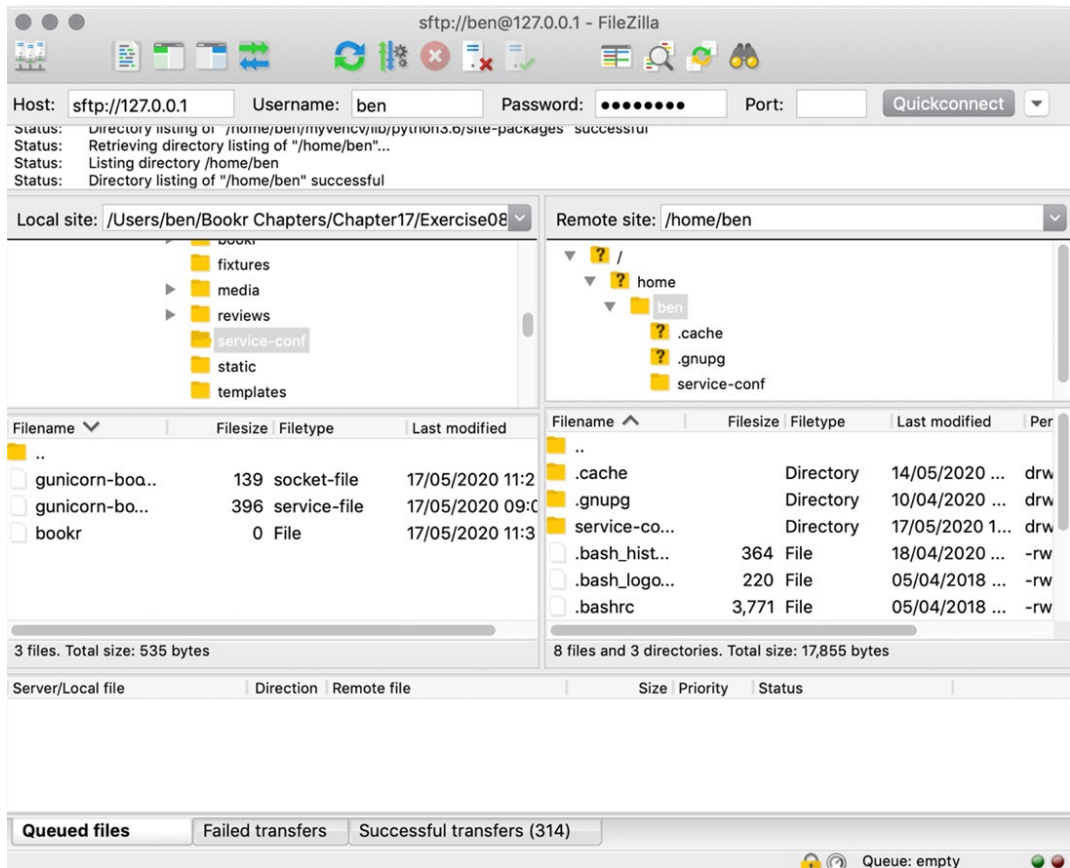 sftp://ben@127.0.0.1 - FileZilla
Host: sftp://127.0.0.1 Username: ben Password: ●●●●●●●● Port: Quickconnect
Status: Directory listing of "/home/ben/myvencv/lib/python3.6/site-packages" successful
Status: Retrieving directory listing of "/home/ben"...
Status: Listing directory /home/ben
Status: Directory listing of "/home/ben" successful
Local site: /Users/ben/Bookr Chapters/Chapter17/Exercise08
bookr
fixtures
media
reviews
service-conf
static
templates
Remote site: /home/ben
/
home
ben
.cache
.gnupg
service-conf
Filename Filesize Filetype Last modified
..
gunicorn-boo... 139 socket-file 17/05/2020 11:2
gunicorn-bo... 396 service-file 17/05/2020 09:0
bookr 0 File 17/05/2020 11:3
3 files. Total size: 535 bytes
Filename Filesize Filetype Last modified Per
..
.cache Directory 14/05/2020 ... drw
.gnupg Directory 10/04/2020 ... drw
service-co... Directory 17/05/2020 1... drw
.bash_hist... 364 File 18/04/2020 ... -rw
.bash_logo... 220 File 05/04/2018 ... -rw
.bashrc 3,771 File 05/04/2018 ... -rw
8 files and 3 directories. Total size: 17,855 bytes
Server/Local file Direction Remote file Size Priority Status
Queued files Failed transfers Successful transfers (314)
Queue: empty